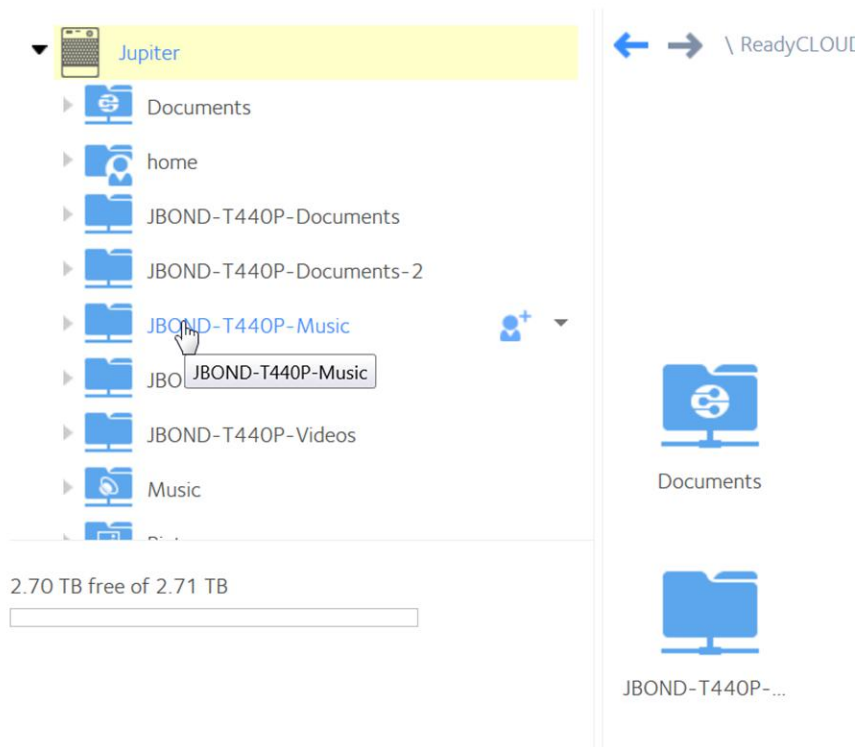 Jupiter
\ ReadyCLOUD
Documents
home
JBOND-T440P-Documents
JBOND-T440P-Documents-2
JBOND-T440P-Music
JBO
JBOND-T440P-Music
JBOND-T440P-Videos
Music
2.70 TB free of 2.71 TB
Documents
JBOND-T440P-...